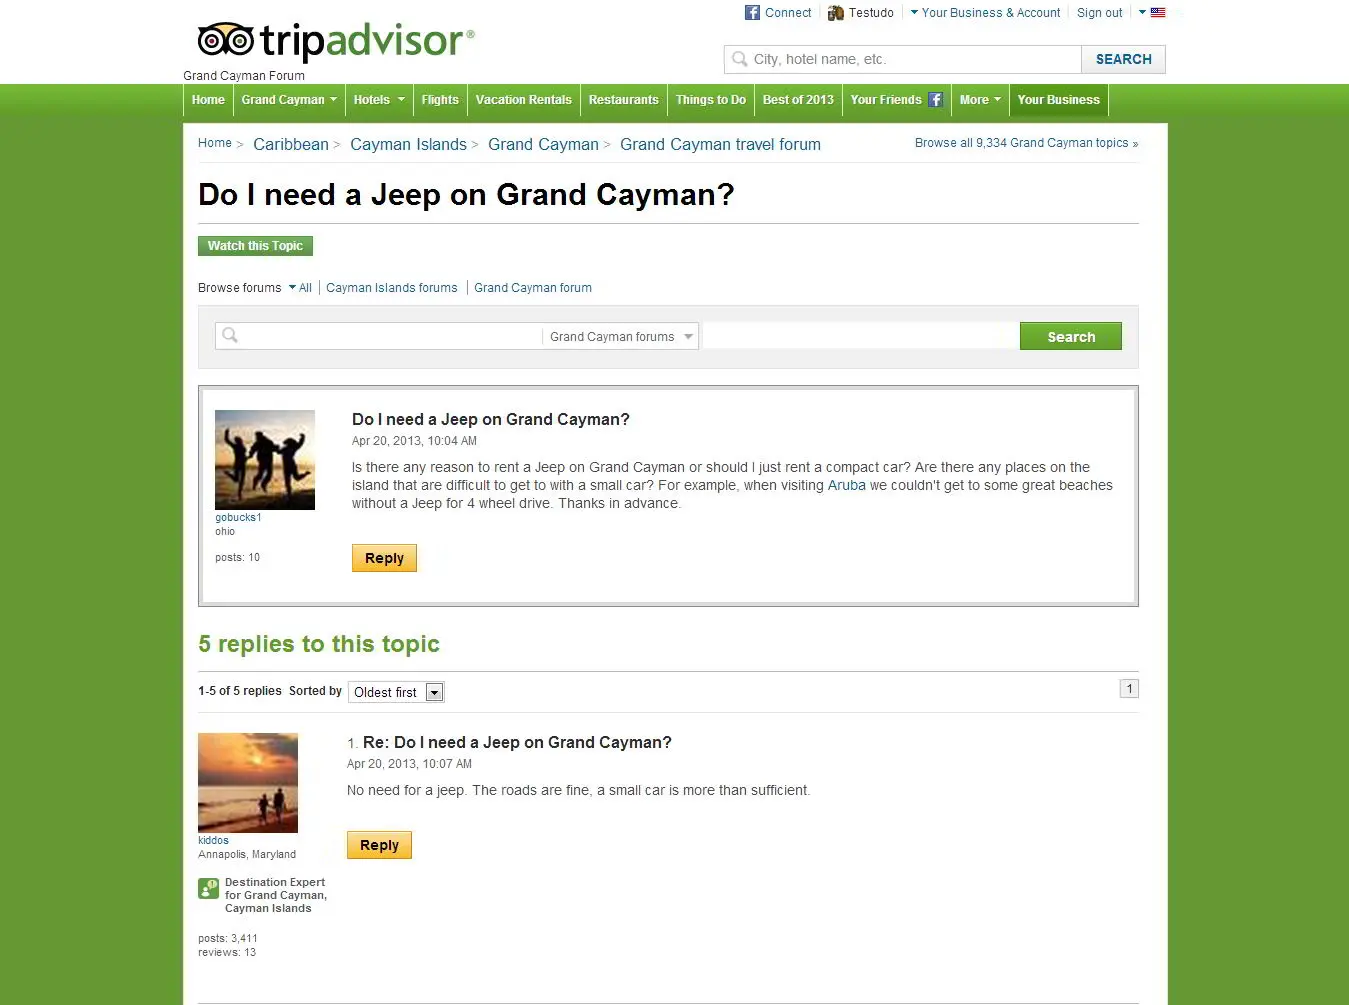 Connect Testudo Your Business & Account Sign out
tripadvisor®
City, hotel name, etc. SEARCH
Grand Cayman Forum
Home Grand Cayman Hotels Flights Vacation Rentals Restaurants Things to Do Best of 2013 Your Friends More Your Business
Home > Caribbean > Cayman Islands > Grand Cayman > Grand Cayman travel forum Browse all 9,334 Grand Cayman topics »
Do I need a Jeep on Grand Cayman?
Watch this Topic
Browse forums All | Cayman Islands forums | Grand Cayman forum
Grand Cayman forums Search
Do I need a Jeep on Grand Cayman?
Apr 20, 2013, 10:04 AM
Is there any reason to rent a Jeep on Grand Cayman or should I just rent a compact car? Are there any places on the
island that are difficult to get to with a small car? For example, when visiting Aruba we couldn't get to some great beaches
without a Jeep for 4 wheel drive. Thanks in advance.
gobucks1
ohio
posts: 10
Reply
5 replies to this topic
1-5 of 5 replies Sorted by Oldest first 1
1. Re: Do I need a Jeep on Grand Cayman?
Apr 20, 2013, 10:07 AM
No need for a jeep. The roads are fine, a small car is more than sufficient.
kiddos
Annapolis, Maryland
Reply
Destination Expert
for Grand Cayman,
Cayman Islands
posts: 3,411
reviews: 13